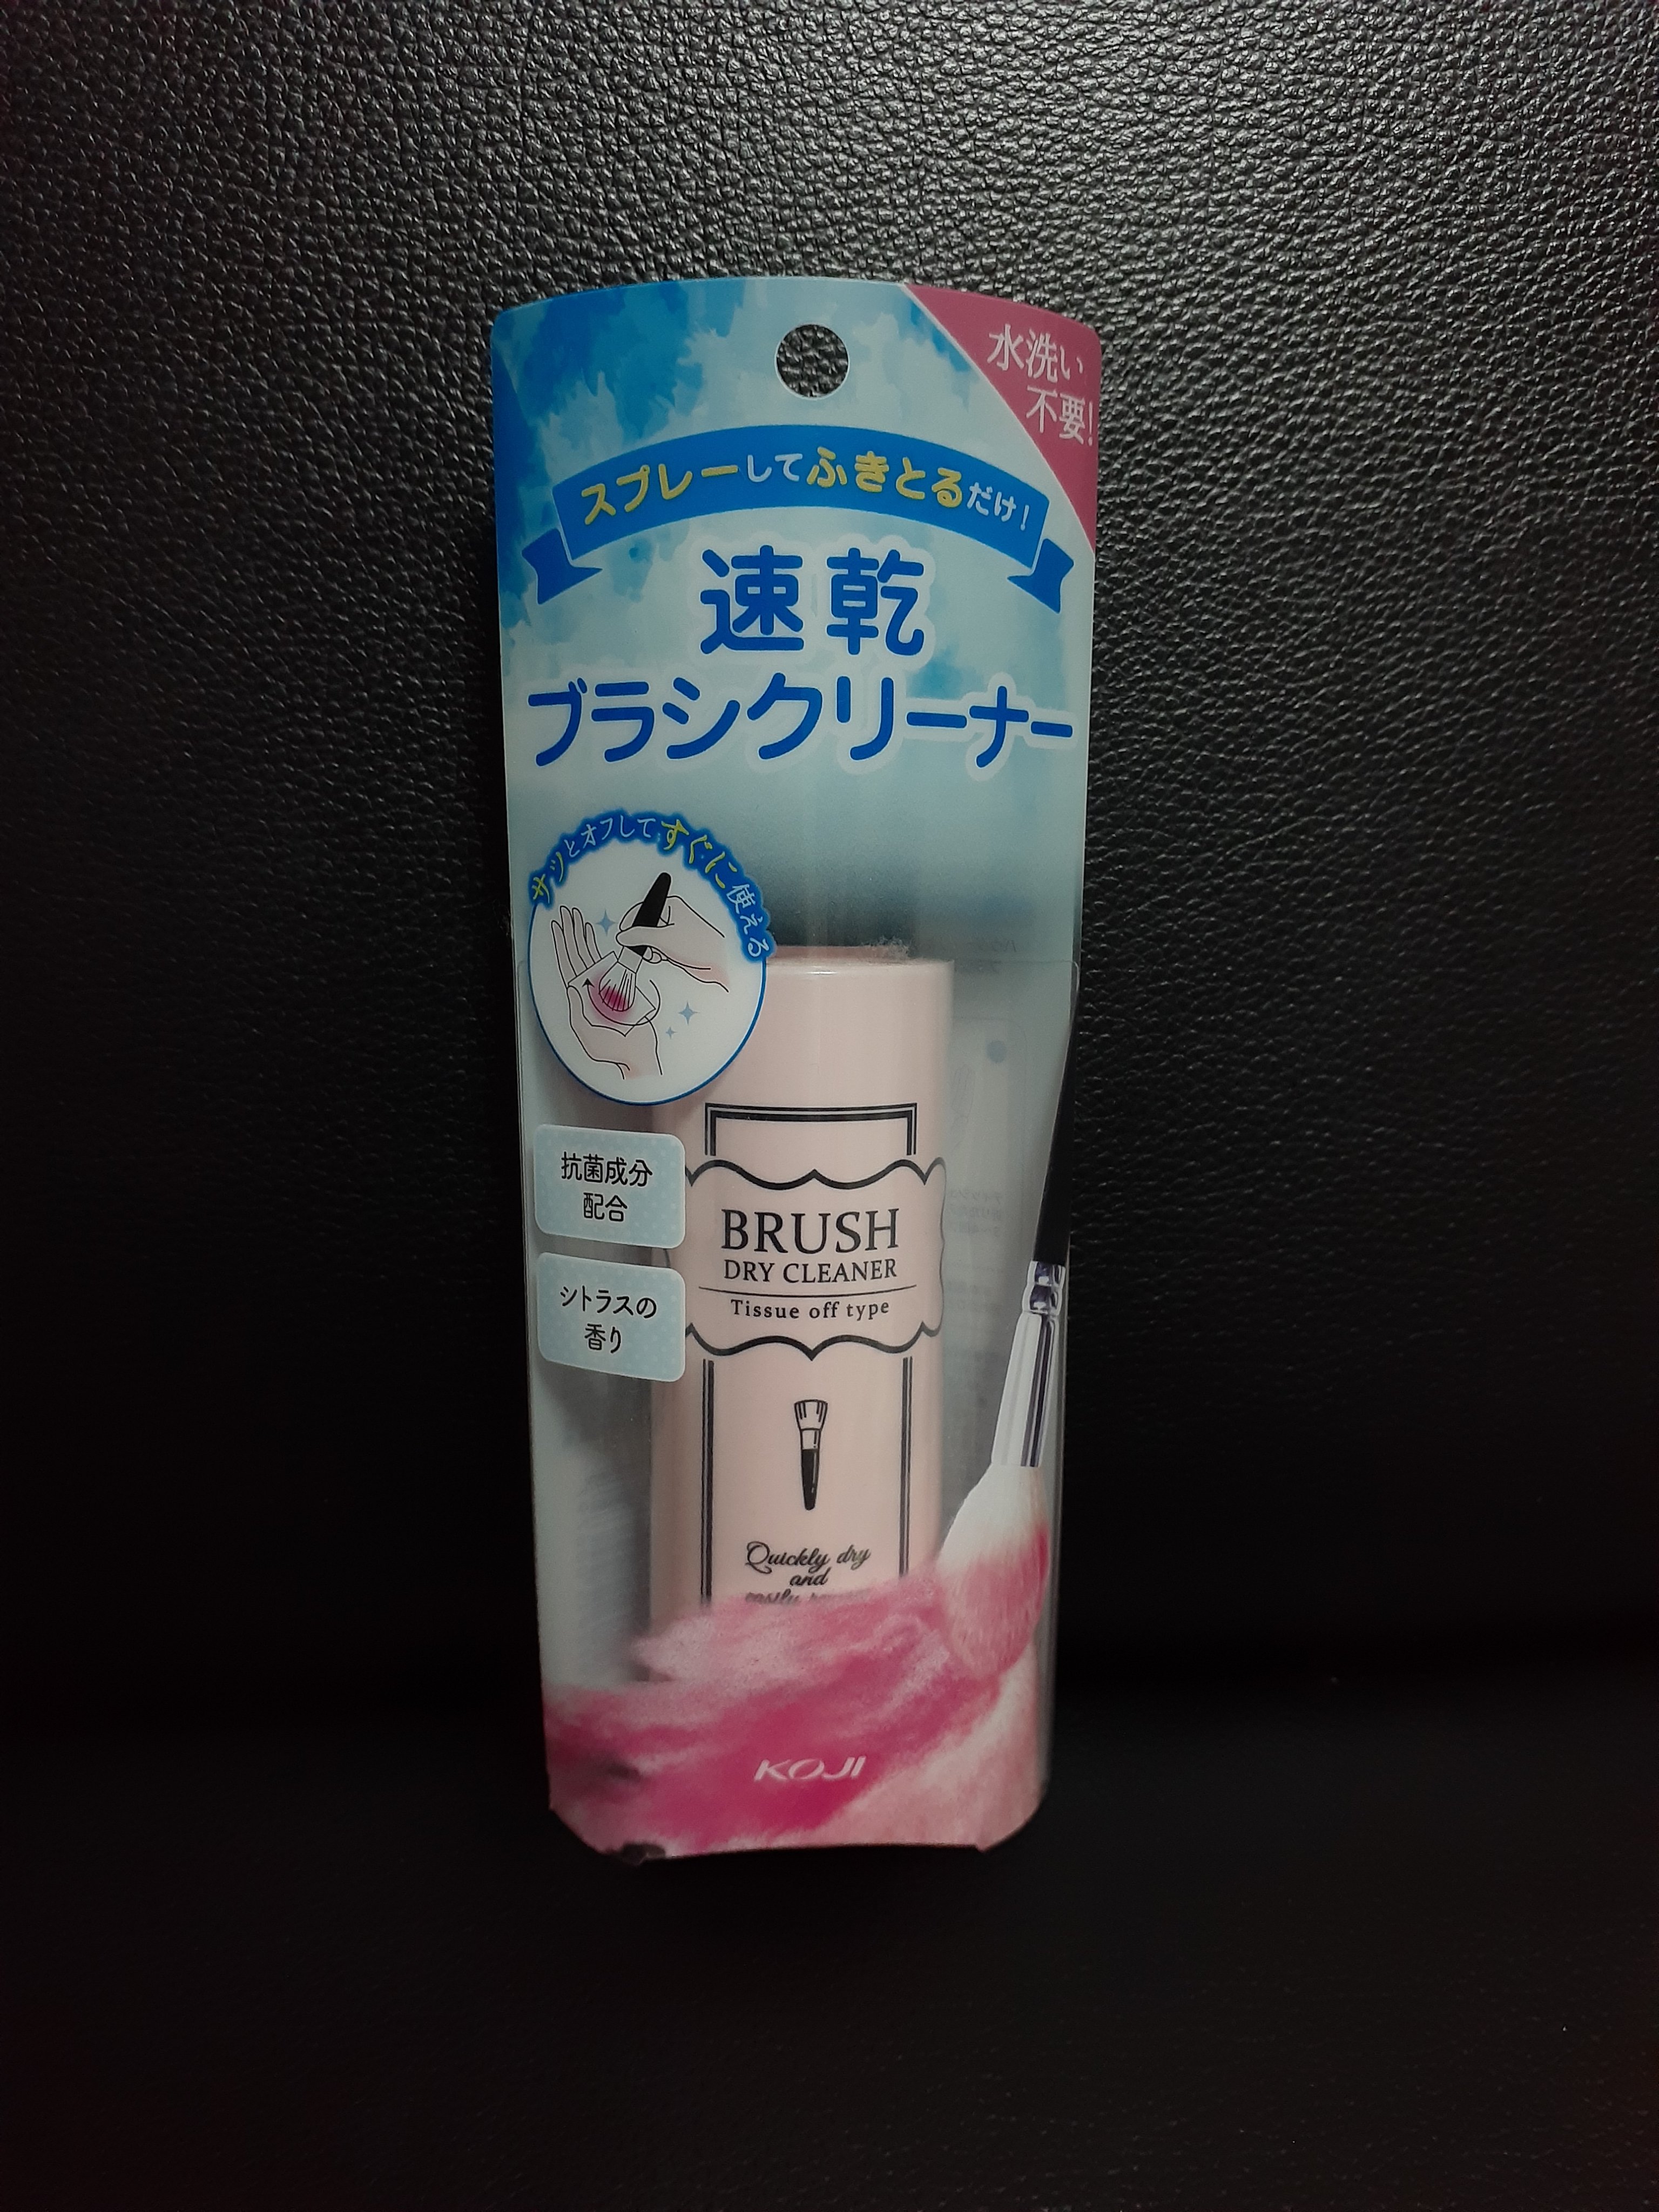 水洗い
不要!
スプレーしてふきとるだけ!
速乾
ブラシクリーナー
サッとオフしてすぐに使える
抗菌成分
配合
シトラスの
香り
BRUSH
DRY CLEANER
Tissue off type
Quickly dry
and
easily
KOJI